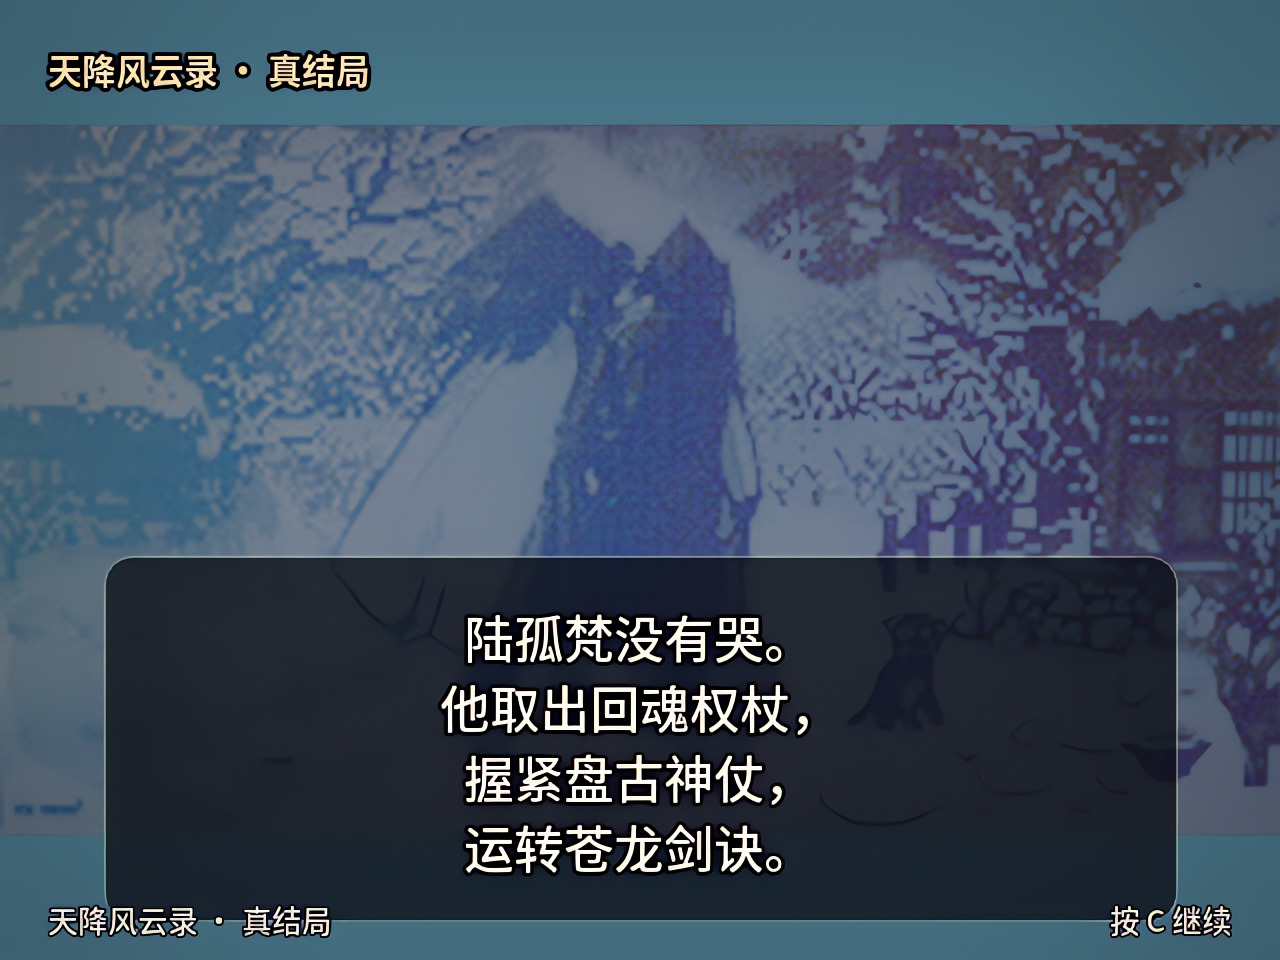 天降风云录 · 真结局
陆孤梵没有哭。
他取出回魂权杖，
握紧盘古神仗，
运转苍龙剑诀。
天降风云录 · 真结局
按 C 继续